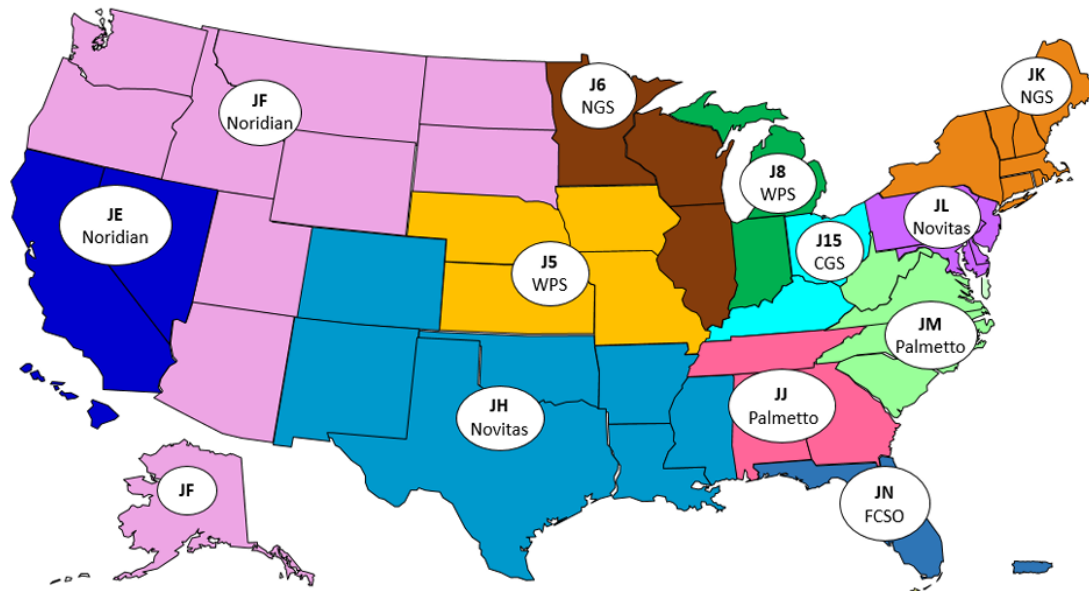 JF
Noridian
J6
NGS
JK
NGS
J8
WPS
JE
Noridian
JL
Novitas
J15
CGS
J5
WPS
JM
Palmetto
JH
Novitas
JJ
Palmetto
JF
JN
FCSO